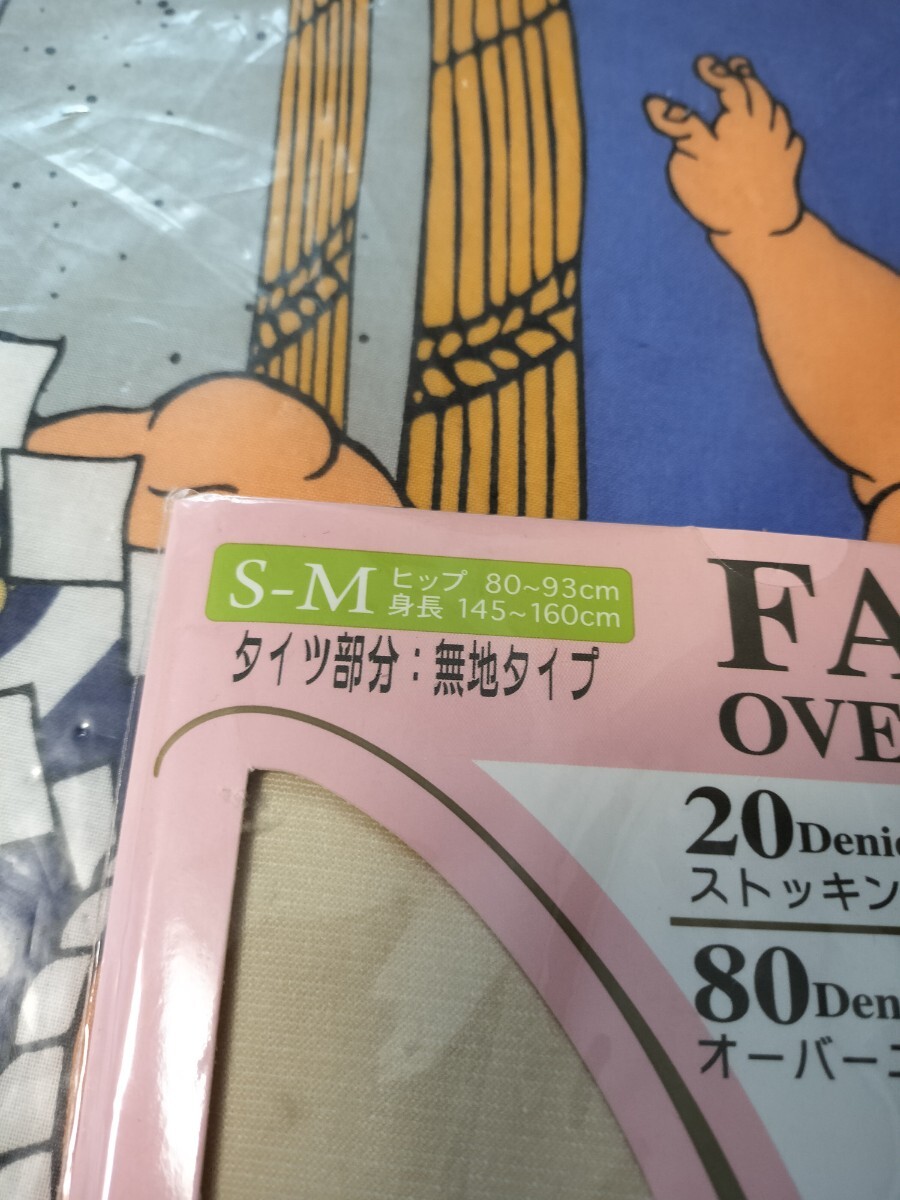 S-M ヒップ 80~93cm
身長 145~160cm
タイツ部分：無地タイプ
FA
OVE
20Denie
ストッキン
80Den
オーバーニ